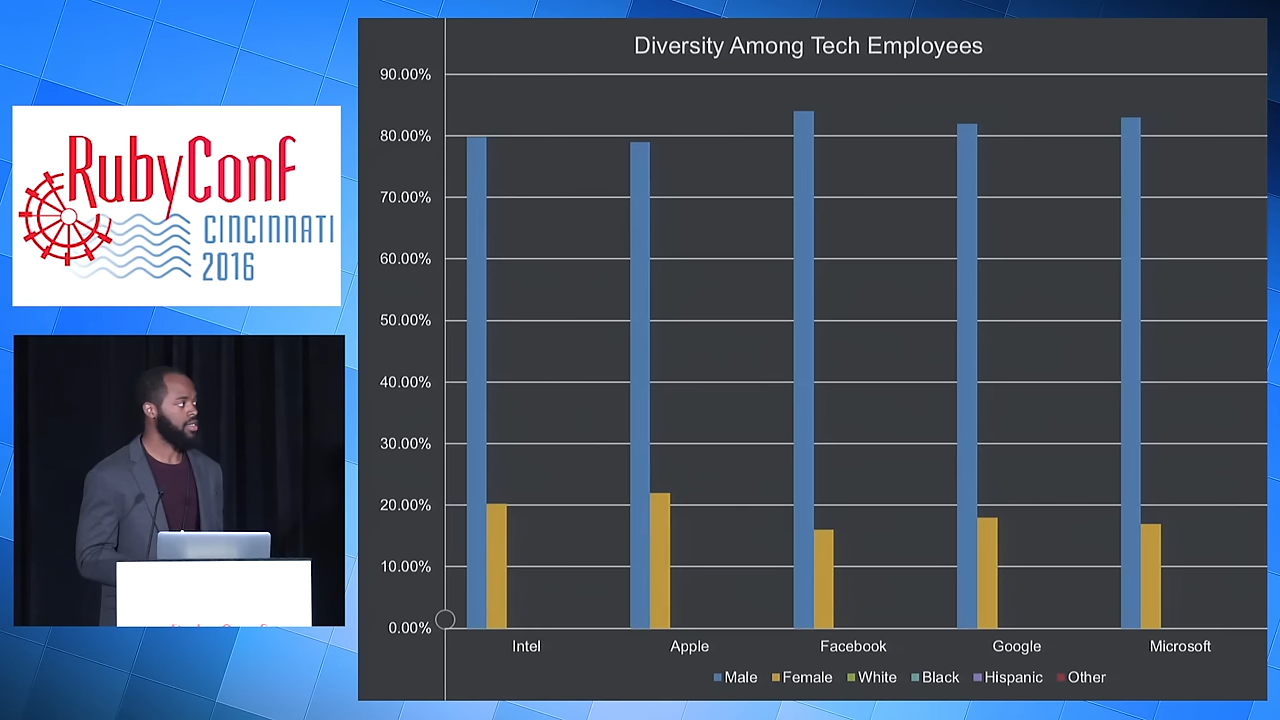 RubyConf
CINCINNATI
2016
Diversity Among Tech Employees
90.00%
80.00%
70.00%
60.00%
50.00%
40.00%
30.00%
20.00%
10.00%
0.00%
Intel Apple Facebook Google Microsoft
Male Female White Black Hispanic Other